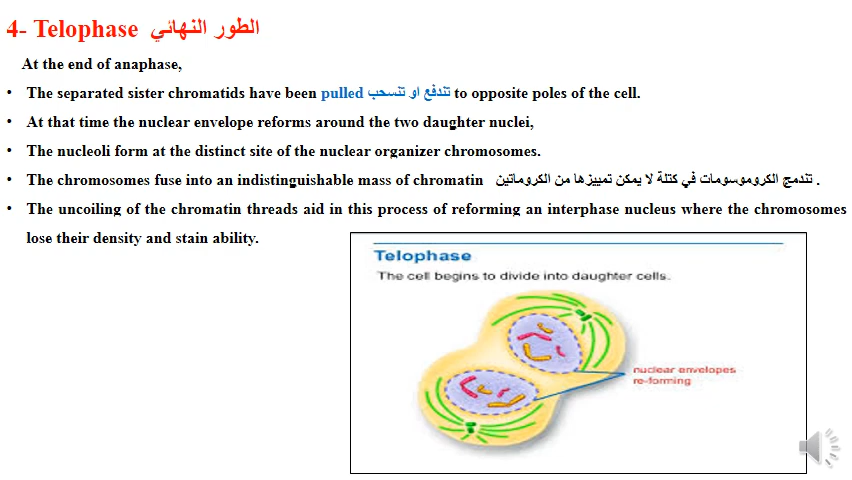 4- Telophase الطور النهائي
At the end of anaphase,
• The separated sister chromatids have been pulled تندفع او تنسحب to opposite poles of the cell.
• At that time the nuclear envelope reforms around the two daughter nuclei,
• The nucleoli form at the distinct site of the nuclear organizer chromosomes.
• The chromosomes fuse into an indistinguishable mass of chromatin تندمج الكروموسومات في كتلة لا يمكن تمييزها من الكروماتين .
• The uncoiling of the chromatin threads aid in this process of reforming an interphase nucleus where the chromosomes
lose their density and stain ability.
Telophase
The cell begins to divide into daughter cells.
nuclear envelopes
re-forming